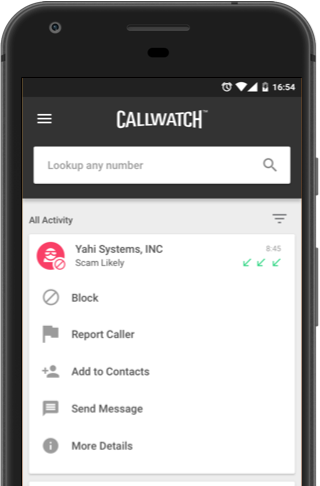 16:54
CALLWATCH™
Lookup any number
All Activity
Yahi Systems, INC 8:45
Scam Likely
Block
Report Caller
Add to Contacts
Send Message
More Details